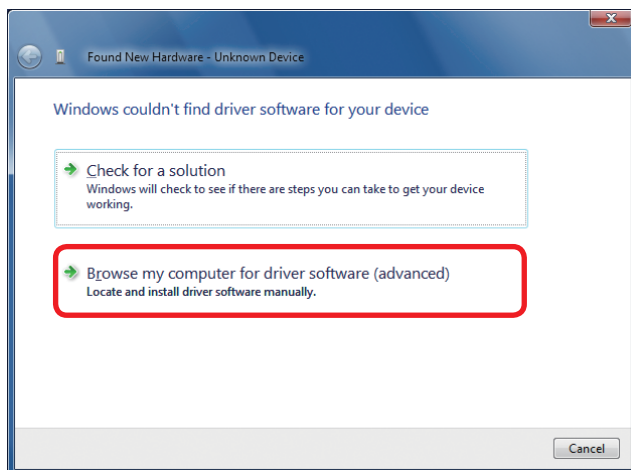 Found New Hardware - Unknown Device
Windows couldn't find driver software for your device
Check for a solution
Windows will check to see if there are steps you can take to get your device
working.
Browse my computer for driver software (advanced)
Locate and install driver software manually.
Cancel